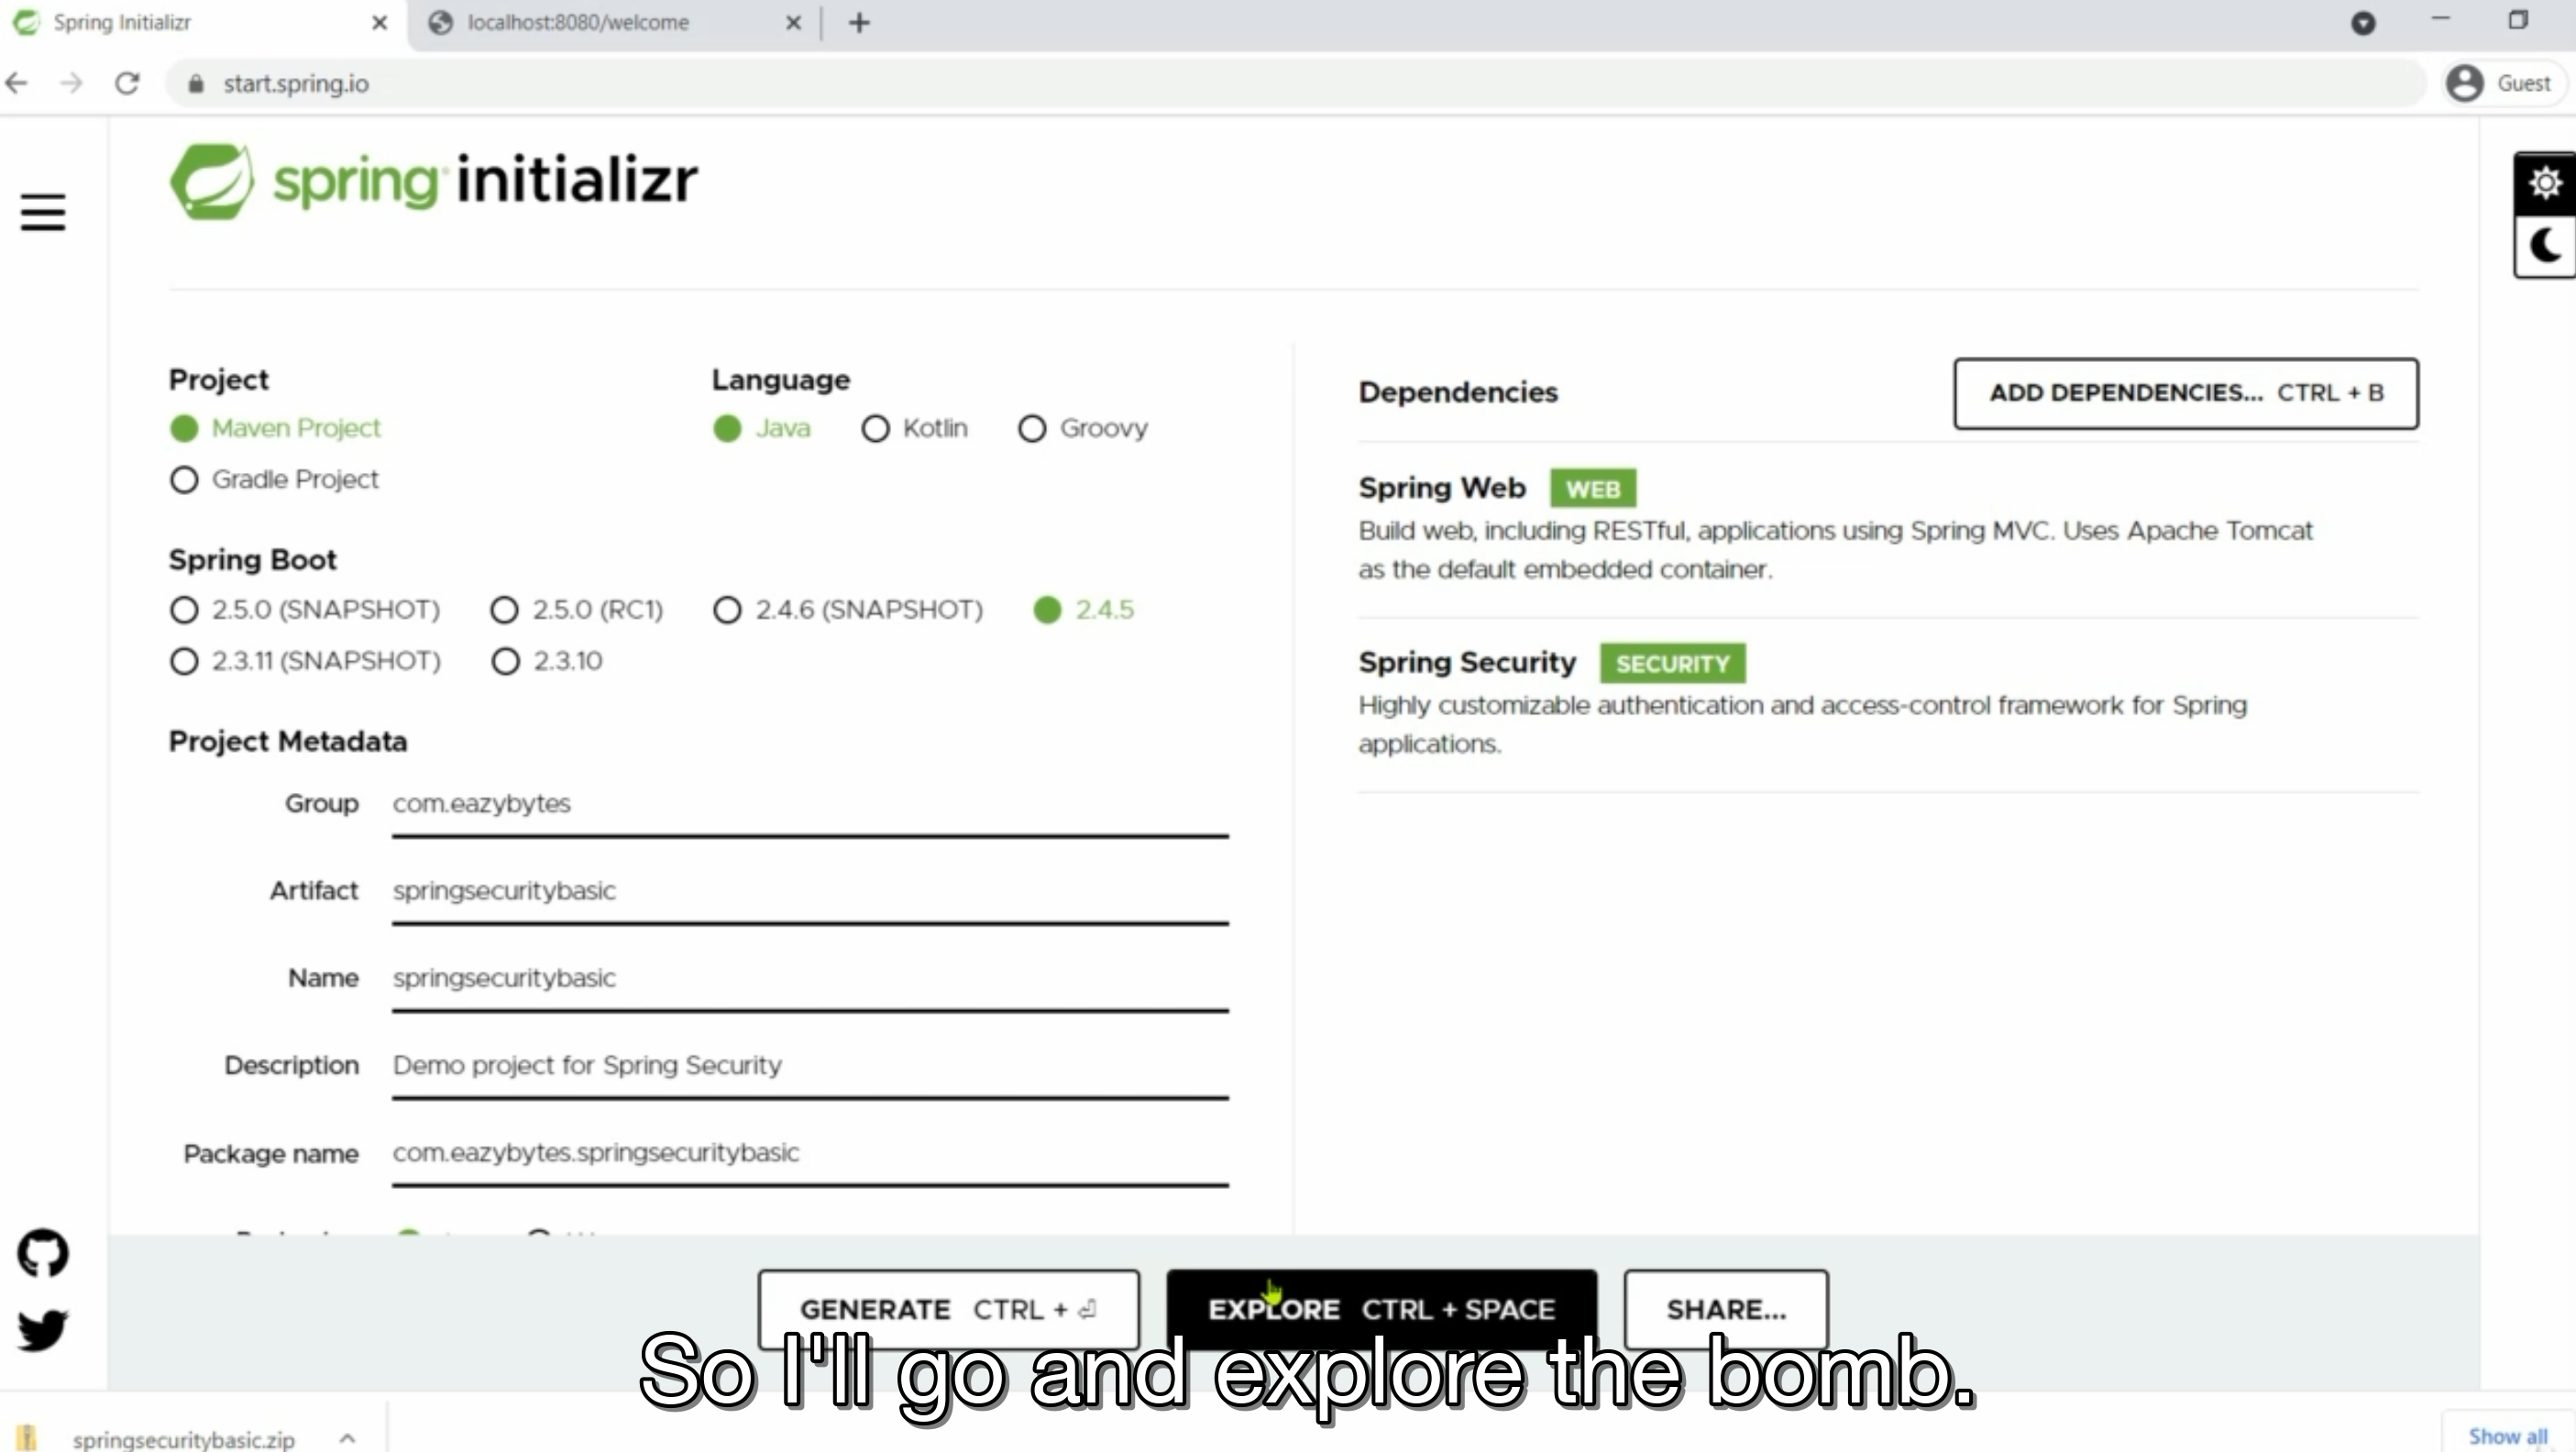 Spring Initializr
localhost:8080/welcome
start.spring.io
Guest
spring initializr
Project
Language
Maven Project
Java
Kotlin
Groovy
Gradle Project
Spring Boot
2.5.0 (SNAPSHOT)
2.5.0 (RC1)
2.4.6 (SNAPSHOT)
2.4.5
2.3.11 (SNAPSHOT)
2.3.10
Project Metadata
Group com.eazybytes
Artifact springsecuritybasic
Name springsecuritybasic
Description Demo project for Spring Security
Package name com.eazybytes.springsecuritybasic
Dependencies
ADD DEPENDENCIES... CTRL + B
Spring Web WEB
Build web, including RESTful, applications using Spring MVC. Uses Apache Tomcat
as the default embedded container.
Spring Security SECURITY
Highly customizable authentication and access-control framework for Spring
applications.
GENERATE CTRL + ⏎
EXPLORE CTRL + SPACE
SHARE...
So I'll go and explore the bomb.
springsecuritybasic.zip
Show all